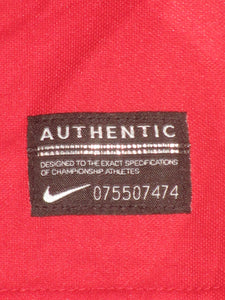 AUTHENTIC
DESIGNED TO THE EXACT SPECIFICATIONS
OF CHAMPIONSHIP ATHLETES
075507474